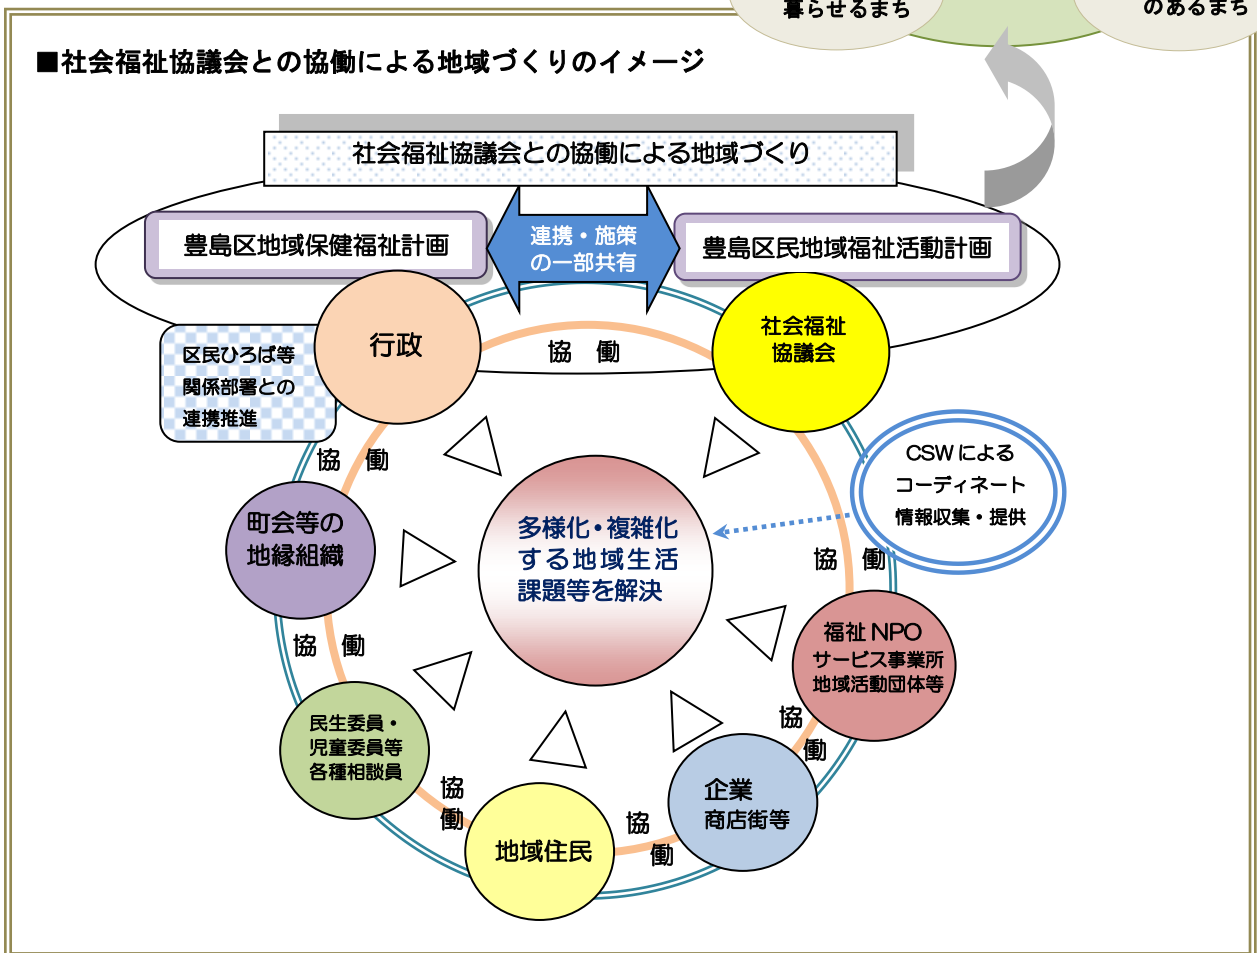 暮らせるまち
のあるまち
■社会福祉協議会との協働による地域づくりのイメージ
社会福祉協議会との協働による地域づくり
豊島区地域保健福祉計画
連携・施策
の一部共有
豊島区民地域福祉活動計画
行政
協 働
社会福祉
協議会
区民ひろば等
関係部署との
連携推進
協 働
CSWによる
コーディネート
情報収集・提供
町会等の
地縁組織
多様化・複雑化
する地域生活
課題等を解決
協 働
協 働
福祉NPO
サービス事業所
地域活動団体等
民生委員・
児童委員等
各種相談員
協
働
企業
商店街等
協
働
地域住民
協
働